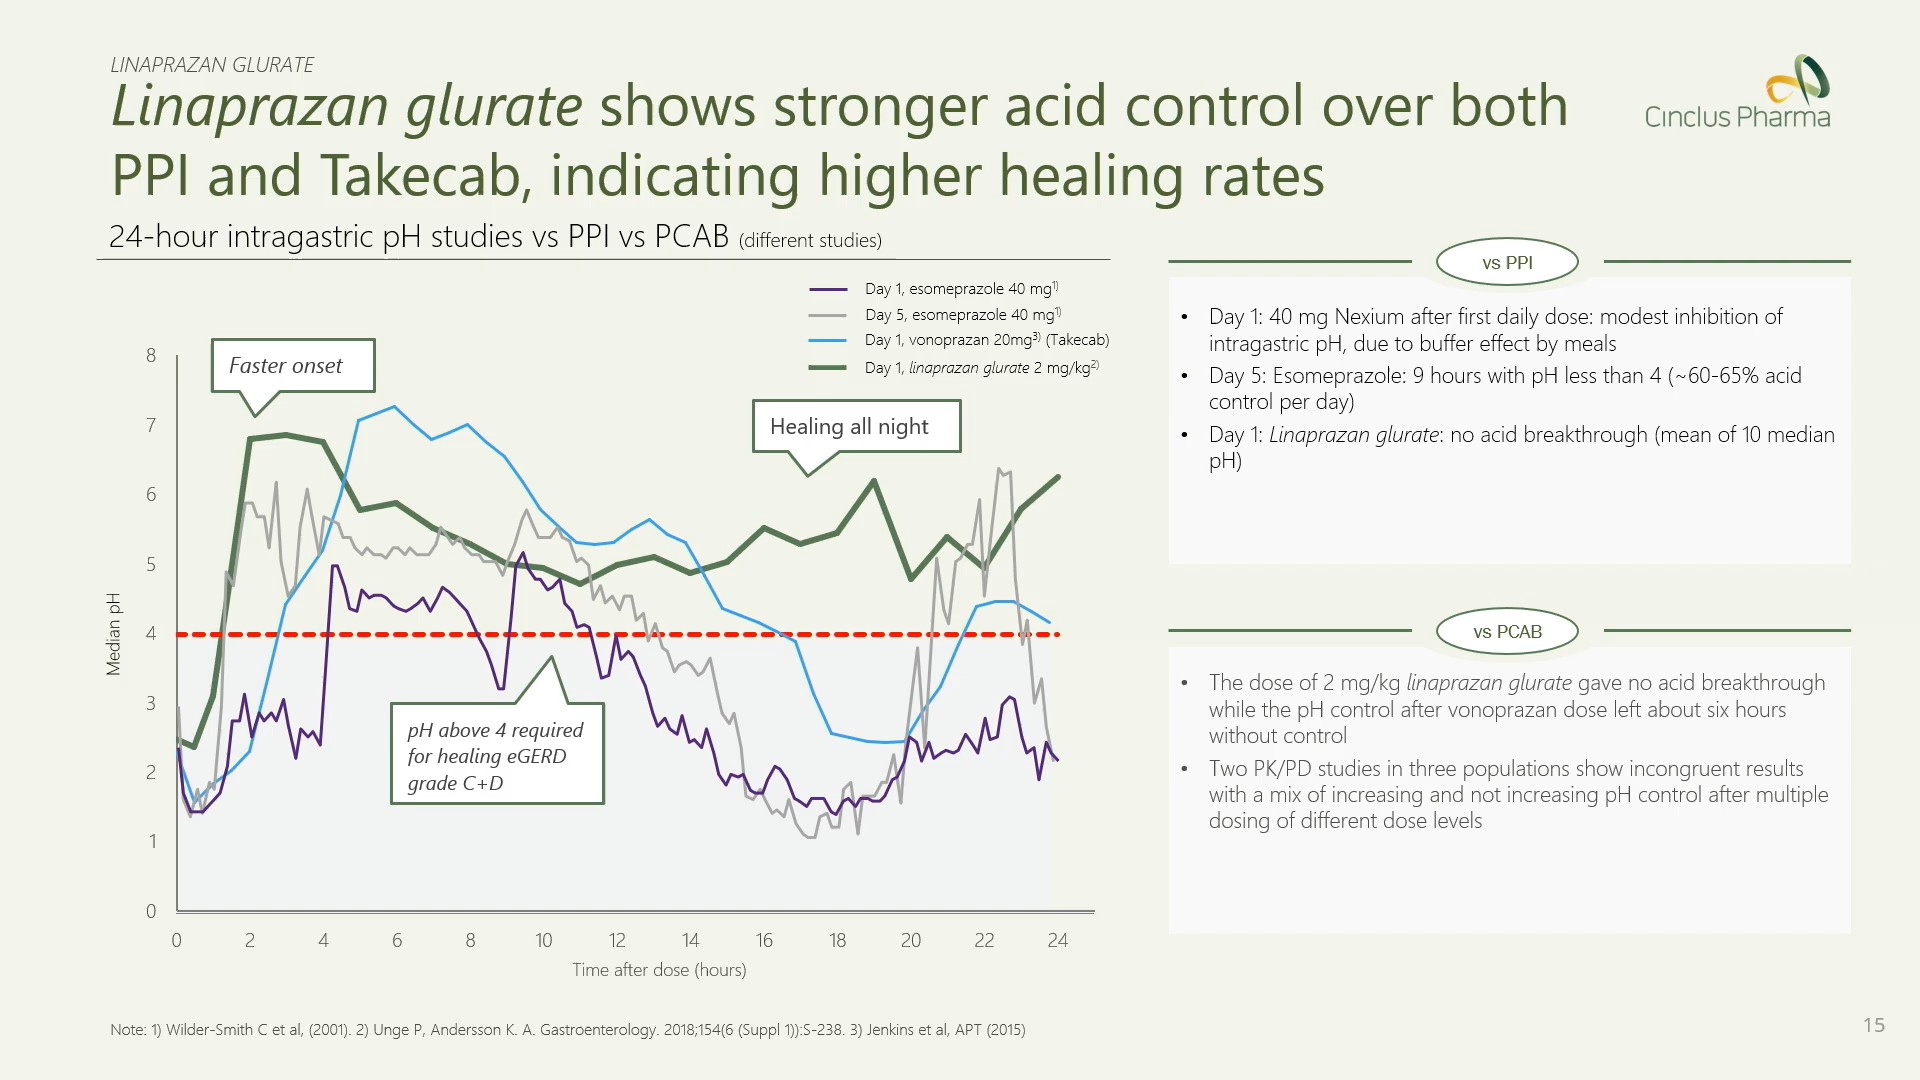 LINAPRAZAN GLURATE
Linaprazan glurate shows stronger acid control over both
PPI and Takecab, indicating higher healing rates
Cinclus Pharma
24-hour intragastric pH studies vs PPI vs PCAB (different studies)
Day 1, esomeprazole 40 mg1)
Day 5, esomeprazole 40 mg1)
Day 1, vonoprazan 20mg3) (Takecab)
Day 1, linaprazan glurate 2 mg/kg2)
Faster onset
Healing all night
pH above 4 required
for healing eGERD
grade C+D
Median pH
8
7
6
5
4
3
2
1
0
0 2 4 6 8 10 12 14 16 18 20 22 24
Time after dose (hours)
vs PPI
• Day 1: 40 mg Nexium after first daily dose: modest inhibition of
intragastric pH, due to buffer effect by meals
• Day 5: Esomeprazole: 9 hours with pH less than 4 (~60-65% acid
control per day)
• Day 1: Linaprazan glurate: no acid breakthrough (mean of 10 median
pH)
vs PCAB
• The dose of 2 mg/kg linaprazan glurate gave no acid breakthrough
while the pH control after vonoprazan dose left about six hours
without control
• Two PK/PD studies in three populations show incongruent results
with a mix of increasing and not increasing pH control after multiple
dosing of different dose levels
Note: 1) Wilder-Smith C et al, (2001). 2) Unge P, Andersson K. A. Gastroenterology. 2018;154(6 (Suppl 1)):S-238. 3) Jenkins et al, APT (2015)
15